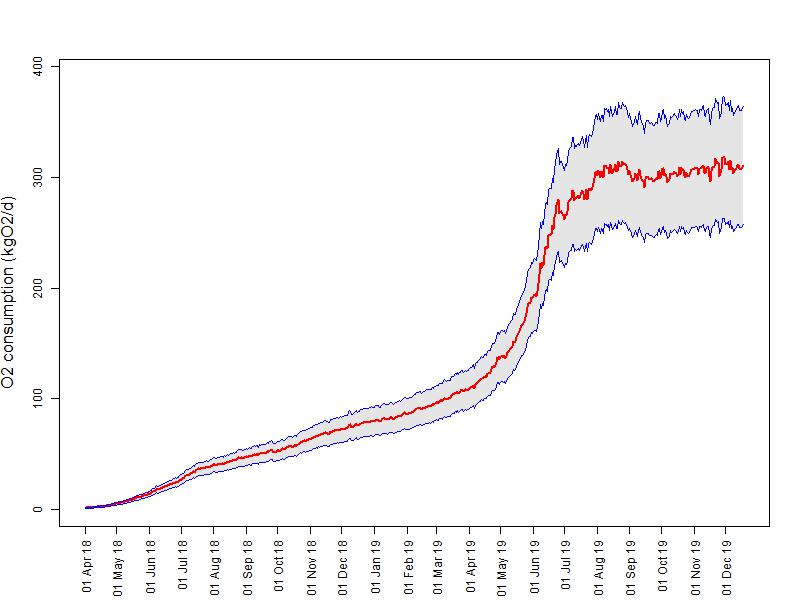 O2 consumption (kgO2/d)
400
300
200
100
0
01 Apr 18
01 May 18
01 Jun 18
01 Jul 18
01 Aug 18
01 Sep 18
01 Oct 18
01 Nov 18
01 Dec 18
01 Jan 19
01 Feb 19
01 Mar 19
01 Apr 19
01 May 19
01 Jun 19
01 Jul 19
01 Aug 19
01 Sep 19
01 Oct 19
01 Nov 19
01 Dec 19